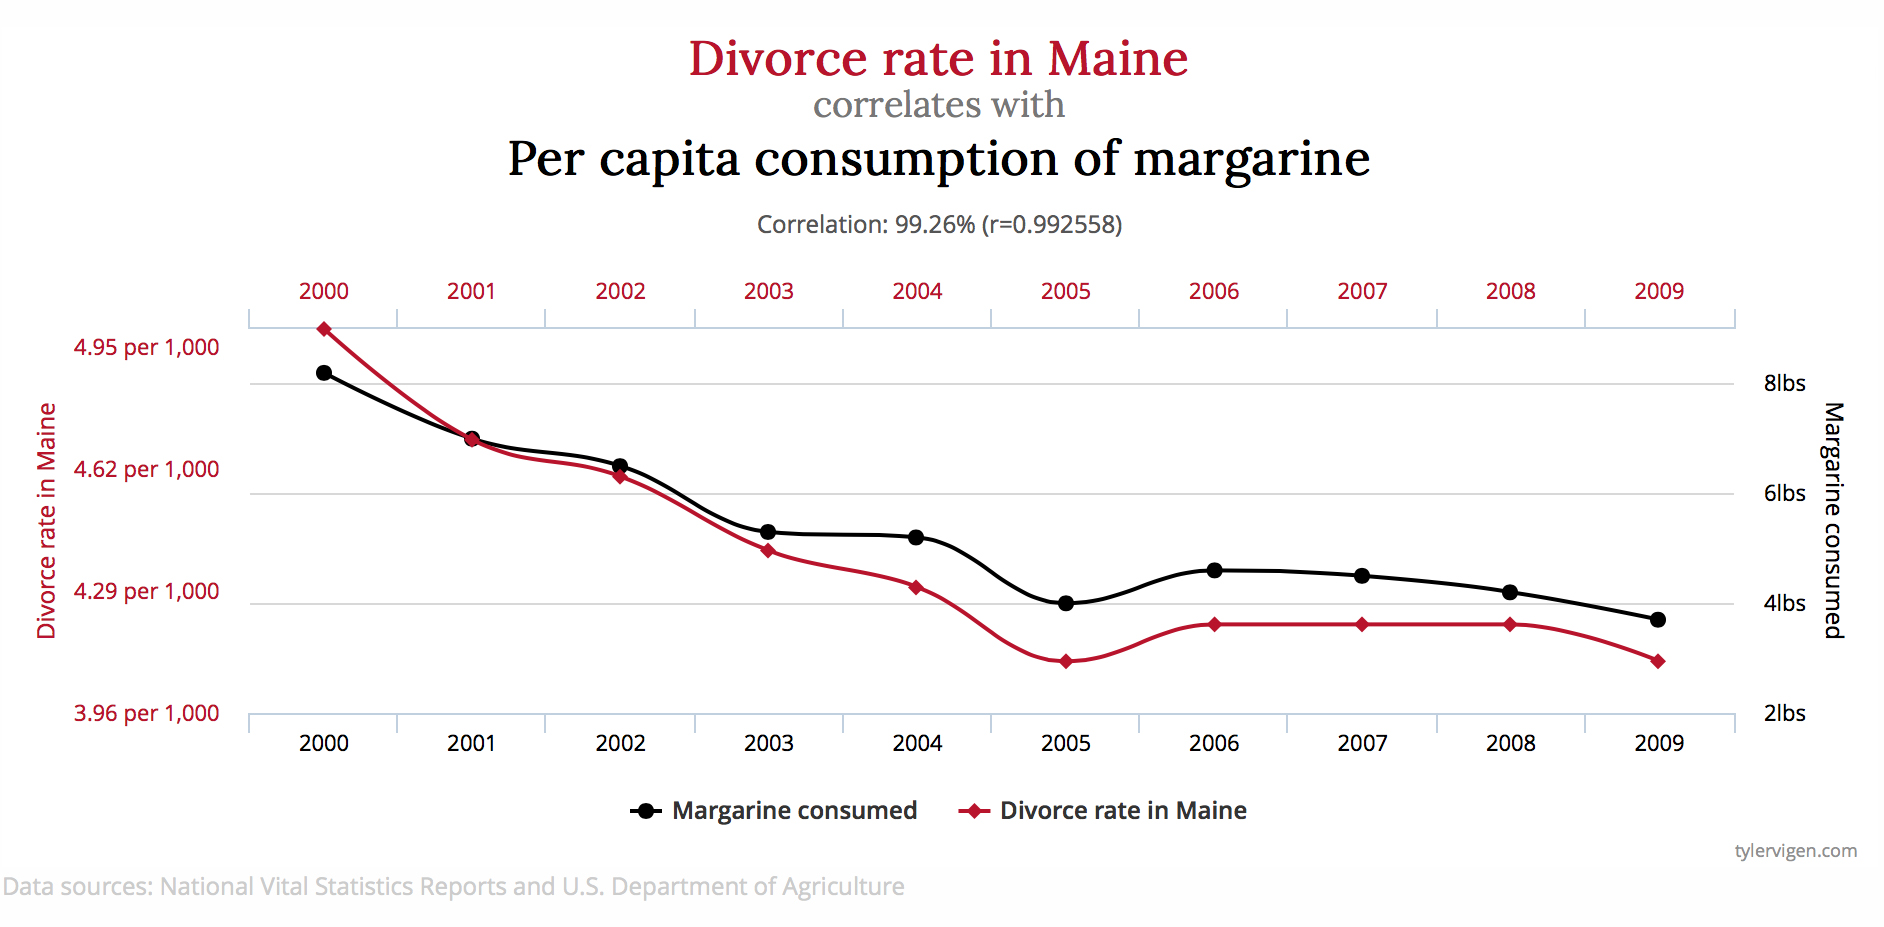 Divorce rate in Maine
correlates with
Per capita consumption of margarine
Correlation: 99.26% (r=0.992558)
2000 2001 2002 2003 2004 2005 2006 2007 2008 2009
Divorce rate in Maine
4.95 per 1,000
4.62 per 1,000
4.29 per 1,000
3.96 per 1,000
8lbs
6lbs
4lbs
2lbs
Margarine consumed
2000 2001 2002 2003 2004 2005 2006 2007 2008 2009
Margarine consumed Divorce rate in Maine
tylervigen.com
Data sources: National Vital Statistics Reports and U.S. Department of Agriculture